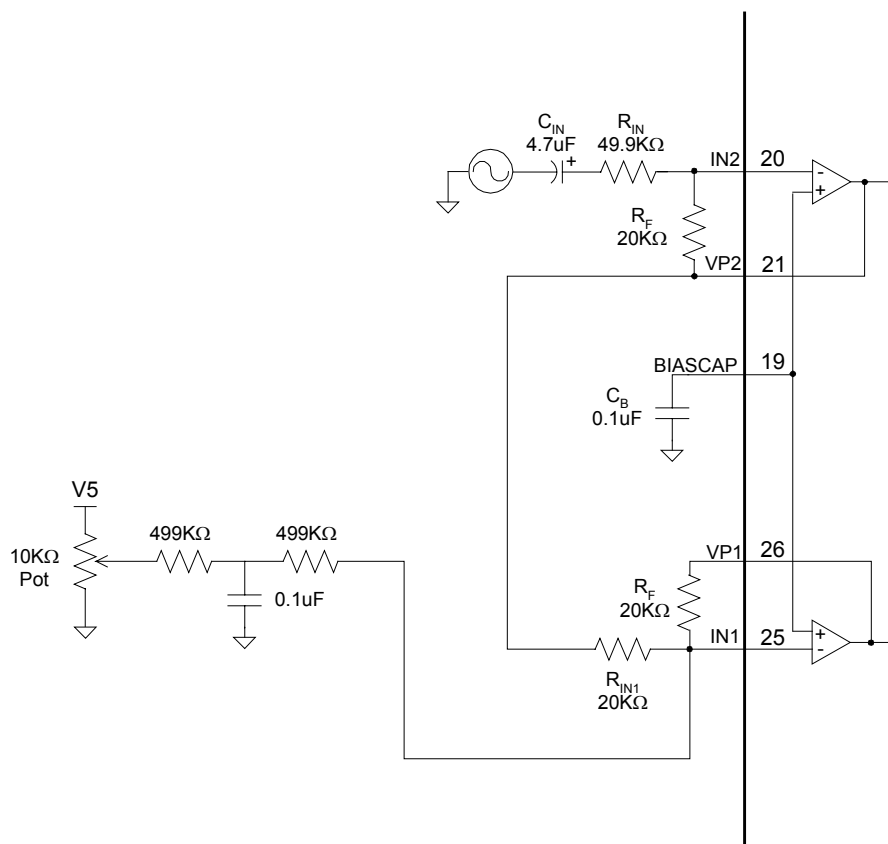 C_IN
4.7uF
+
R_IN
49.9KΩ
IN2
20
-
+
R_F
20KΩ
VP2
21
BIASCAP
19
C_B
0.1uF
V5
10KΩ
Pot
499KΩ
499KΩ
0.1uF
VP1
26
R_F
20KΩ
IN1
25
+
-
R_IN1
20KΩ